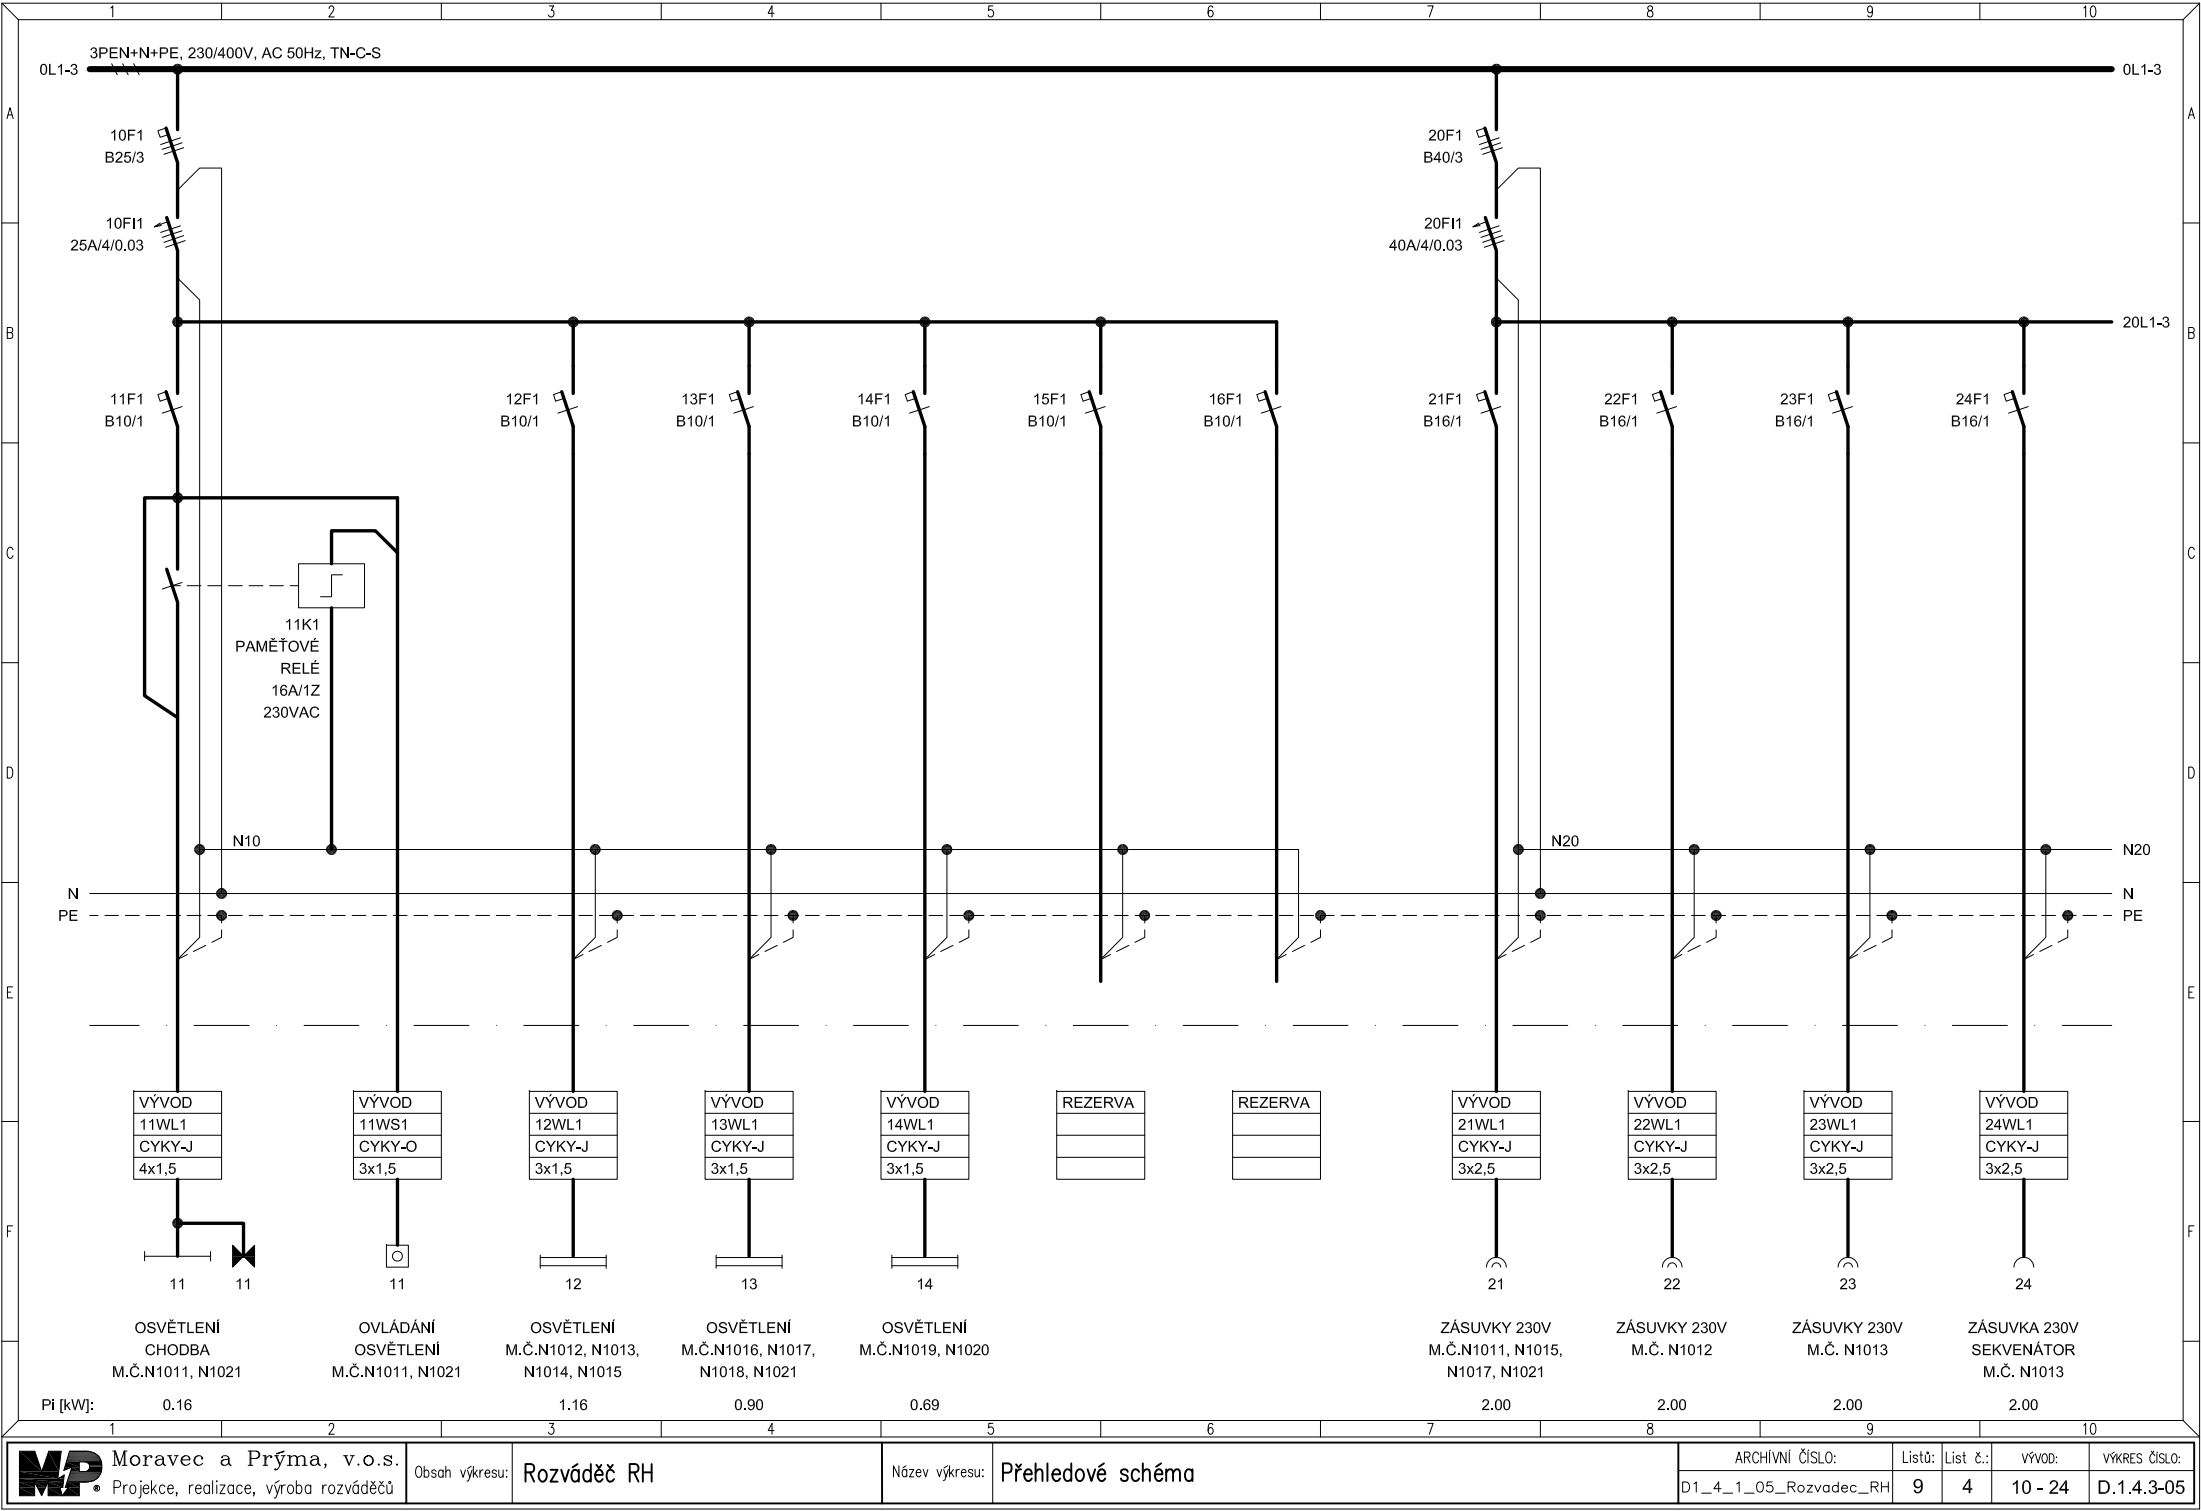 1 2 3 4 5 6 7 8 9 10
3PEN+N+PE, 230/400V, AC 50Hz, TN-C-S
0L1-3 0L1-3
A A
10F1 20F1
B25/3 B40/3
10FI1 20FI1
25A/4/0.03 40A/4/0.03
B 20L1-3 B
11F1 12F1 13F1 14F1 15F1 16F1 21F1 22F1 23F1 24F1
B10/1 B10/1 B10/1 B10/1 B10/1 B10/1 B16/1 B16/1 B16/1 B16/1
C C
11K1
PAMĚŤOVÉ
RELÉ
16A/1Z
230VAC
D D
N10 N20 N20
N N
PE PE
E E
VÝVOD VÝVOD VÝVOD VÝVOD VÝVOD REZERVA REZERVA VÝVOD VÝVOD VÝVOD VÝVOD
11WL1 11WS1 12WL1 13WL1 14WL1 21WL1 22WL1 23WL1 24WL1
CYKY-J CYKY-O CYKY-J CYKY-J CYKY-J CYKY-J CYKY-J CYKY-J CYKY-J
4x1,5 3x1,5 3x1,5 3x1,5 3x1,5 3x2,5 3x2,5 3x2,5 3x2,5
F F
11 11 11 12 13 14 21 22 23 24
OSVĚTLENÍ OVLÁDÁNÍ OSVĚTLENÍ OSVĚTLENÍ OSVĚTLENÍ ZÁSUVKY 230V ZÁSUVKY 230V ZÁSUVKY 230V ZÁSUVKA 230V
CHODBA OSVĚTLENÍ M.Č.N1012, N1013, M.Č.N1016, N1017, M.Č.N1019, N1020 M.Č.N1011, N1015, M.Č. N1012 M.Č. N1013 SEKVENÁTOR
M.Č.N1011, N1021 M.Č.N1011, N1021 N1014, N1015 N1018, N1021 N1017, N1021 M.Č. N1013
Pi [kW]: 0.16 1.16 0.90 0.69 2.00 2.00 2.00 2.00
1 2 3 4 5 6 7 8 9 10
MP® Moravec a Prýma, v.o.s.
Projekce, realizace, výroba rozváděčů
Obsah výkresu: Rozváděč RH
Název výkresu: Přehledové schéma
ARCHÍVNÍ ČÍSLO: Listů: List č.: VÝVOD: VÝKRES ČÍSLO:
D1_4_1_05_Rozvadec_RH 9 4 10 - 24 D.1.4.3-05